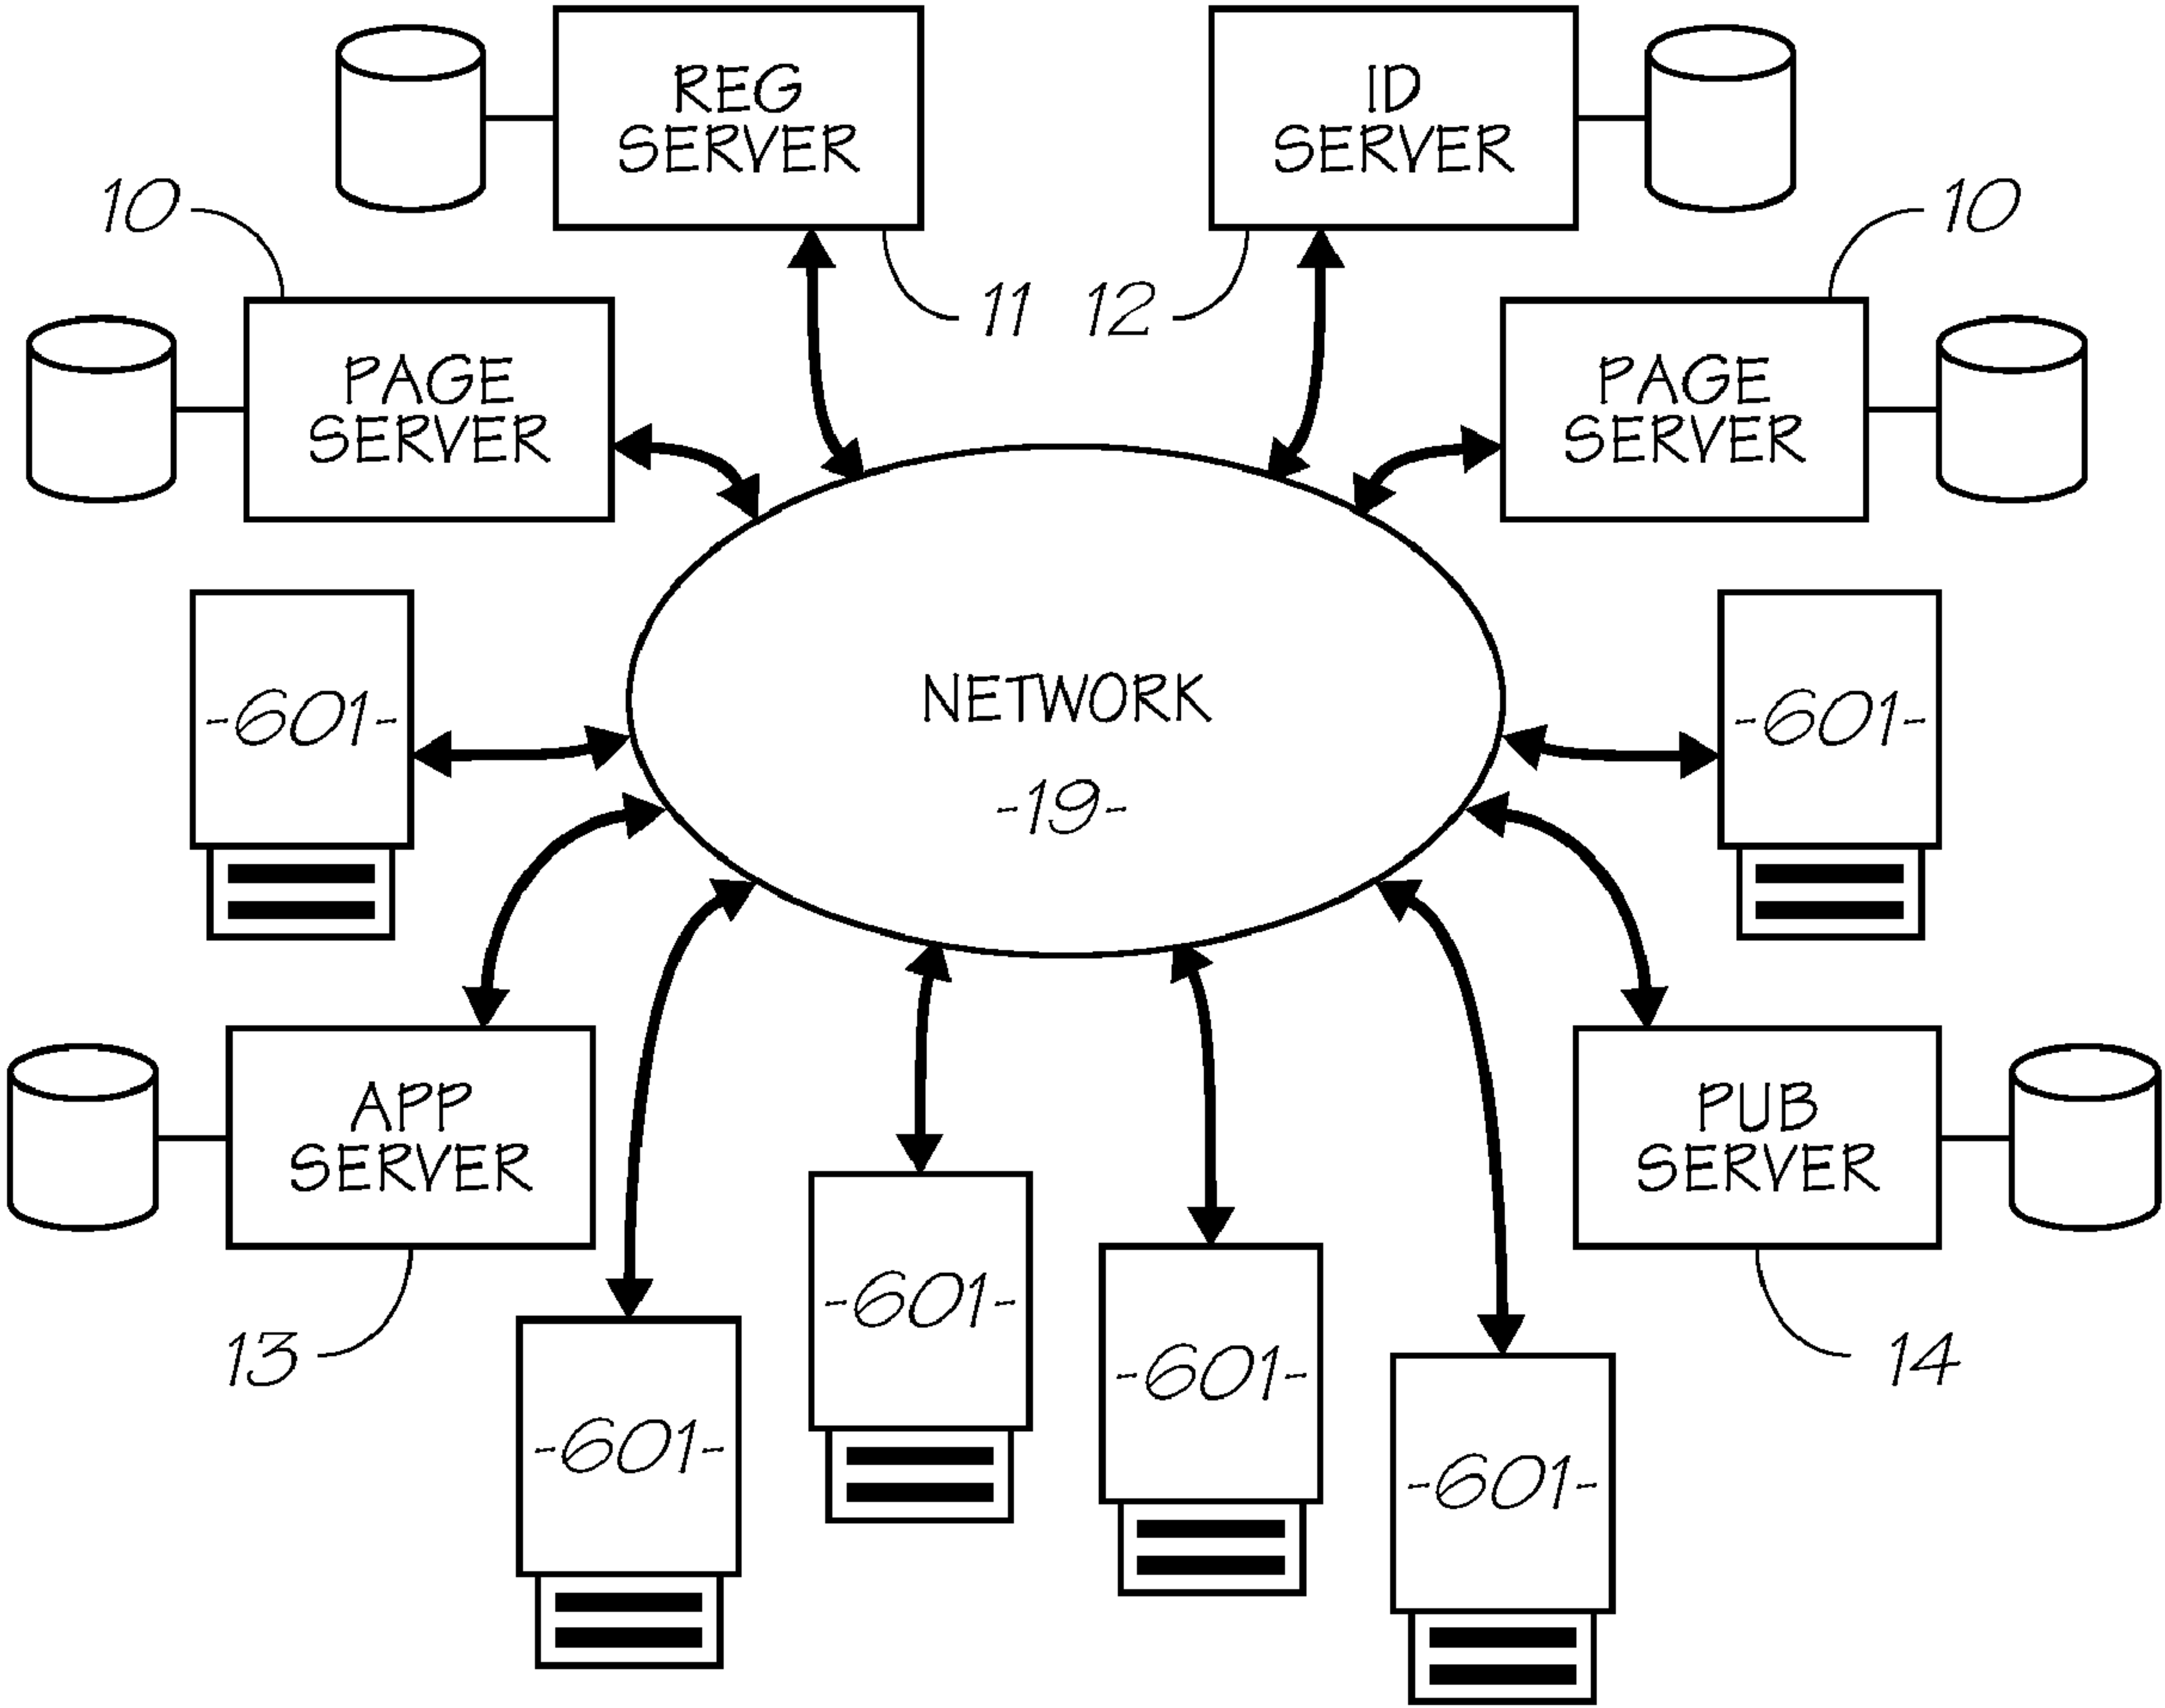 REG
SERVER
ID
SERVER
10
10
11
12
PAGE
SERVER
PAGE
SERVER
-601-
NETWORK
-19-
-601-
APP
SERVER
PUB
SERVER
13
14
-601-
-601-
-601-
-601-